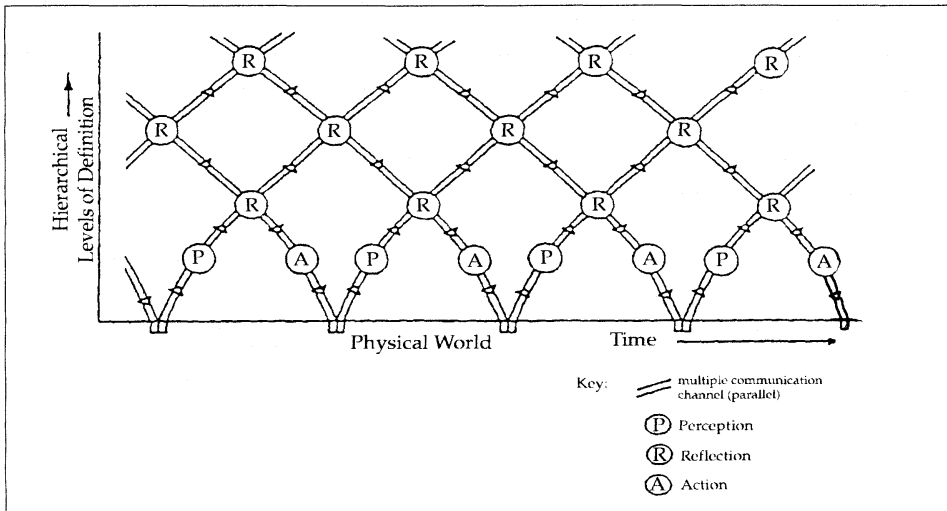 Hierarchical
Levels of Definition
R R R R
R R R R
R R R R
P A P A P A P A
Physical World
Time
Key:
multiple communication
channel (parallel)
P Perception
R Reflection
A Action